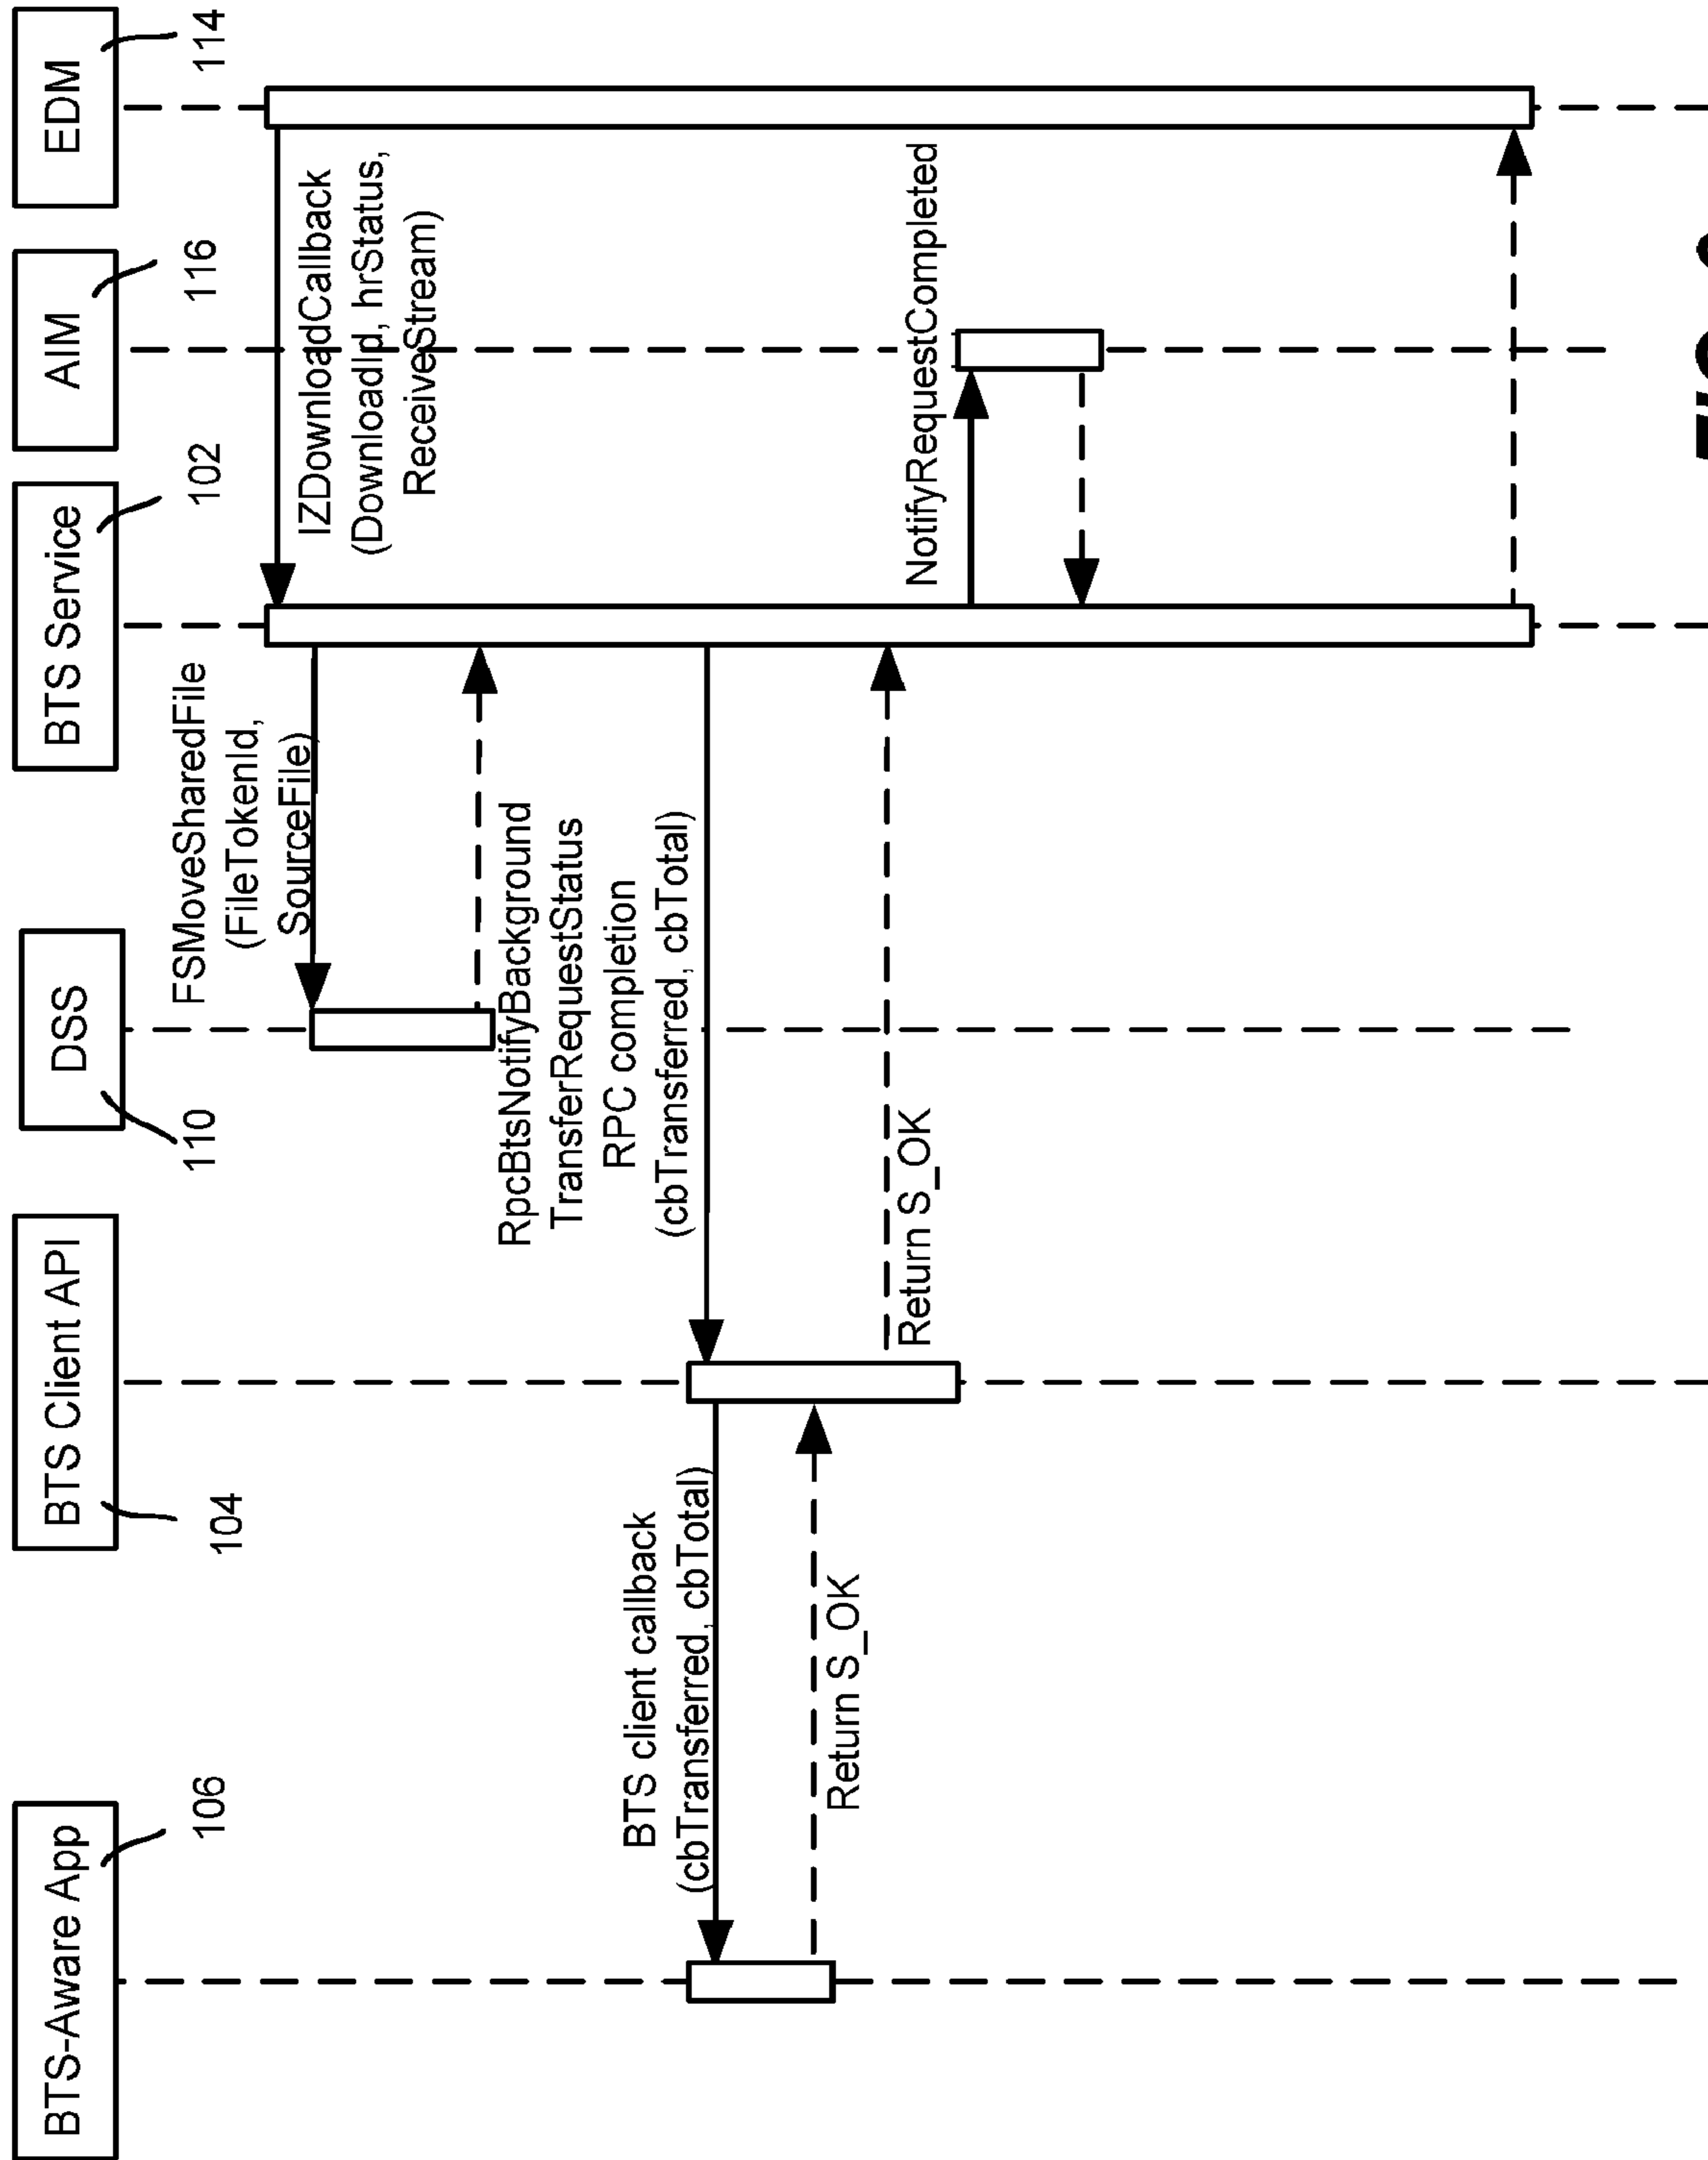 BTS-Aware App
106
BTS Client API
104
DSS
110
BTS Service
102
AIM
116
EDM
114
IZDownloadCallback
(DownloadId, hrStatus,
ReceiveStream)
FSMoveSharedFile
(FileTokenId,
SourceFile)
RpcBtsNotifyBackground
TransferRequestStatus
RPC completion
(cbTransferred, cbTotal)
BTS client callback
(cbTransferred, cbTotal)
Return S_OK
Return S_OK
NotifyRequestCompleted